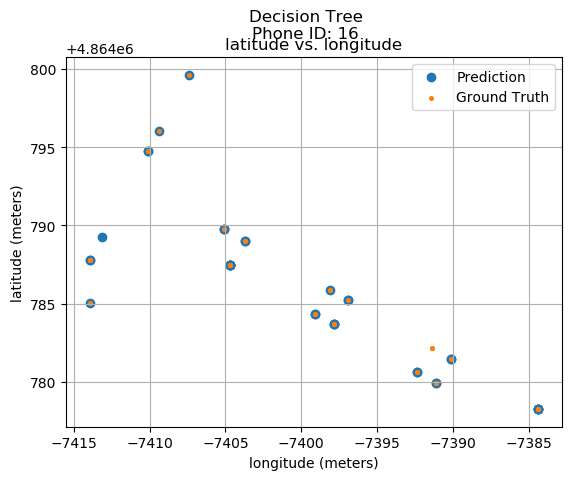 Decision Tree
Phone ID: 16
latitude vs. longitude
+4.864e6
800
795
790
785
780
latitude (meters)
Prediction
Ground Truth
−7415
−7410
−7405
−7400
−7395
−7390
−7385
longitude (meters)